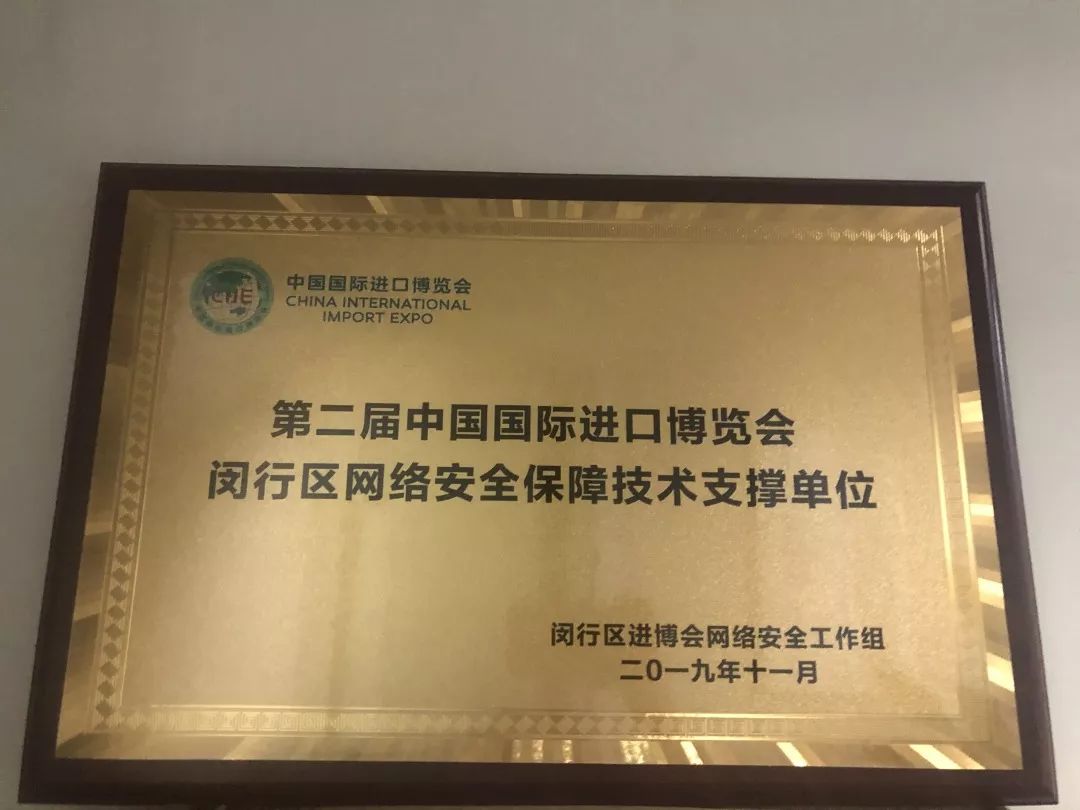 CIIE
中国国际进口博览会
CHINA INTERNATIONAL
IMPORT EXPO
第二届中国国际进口博览会
闵行区网络安全保障技术支撑单位
闵行区进博会网络安全工作组
二0一九年十一月